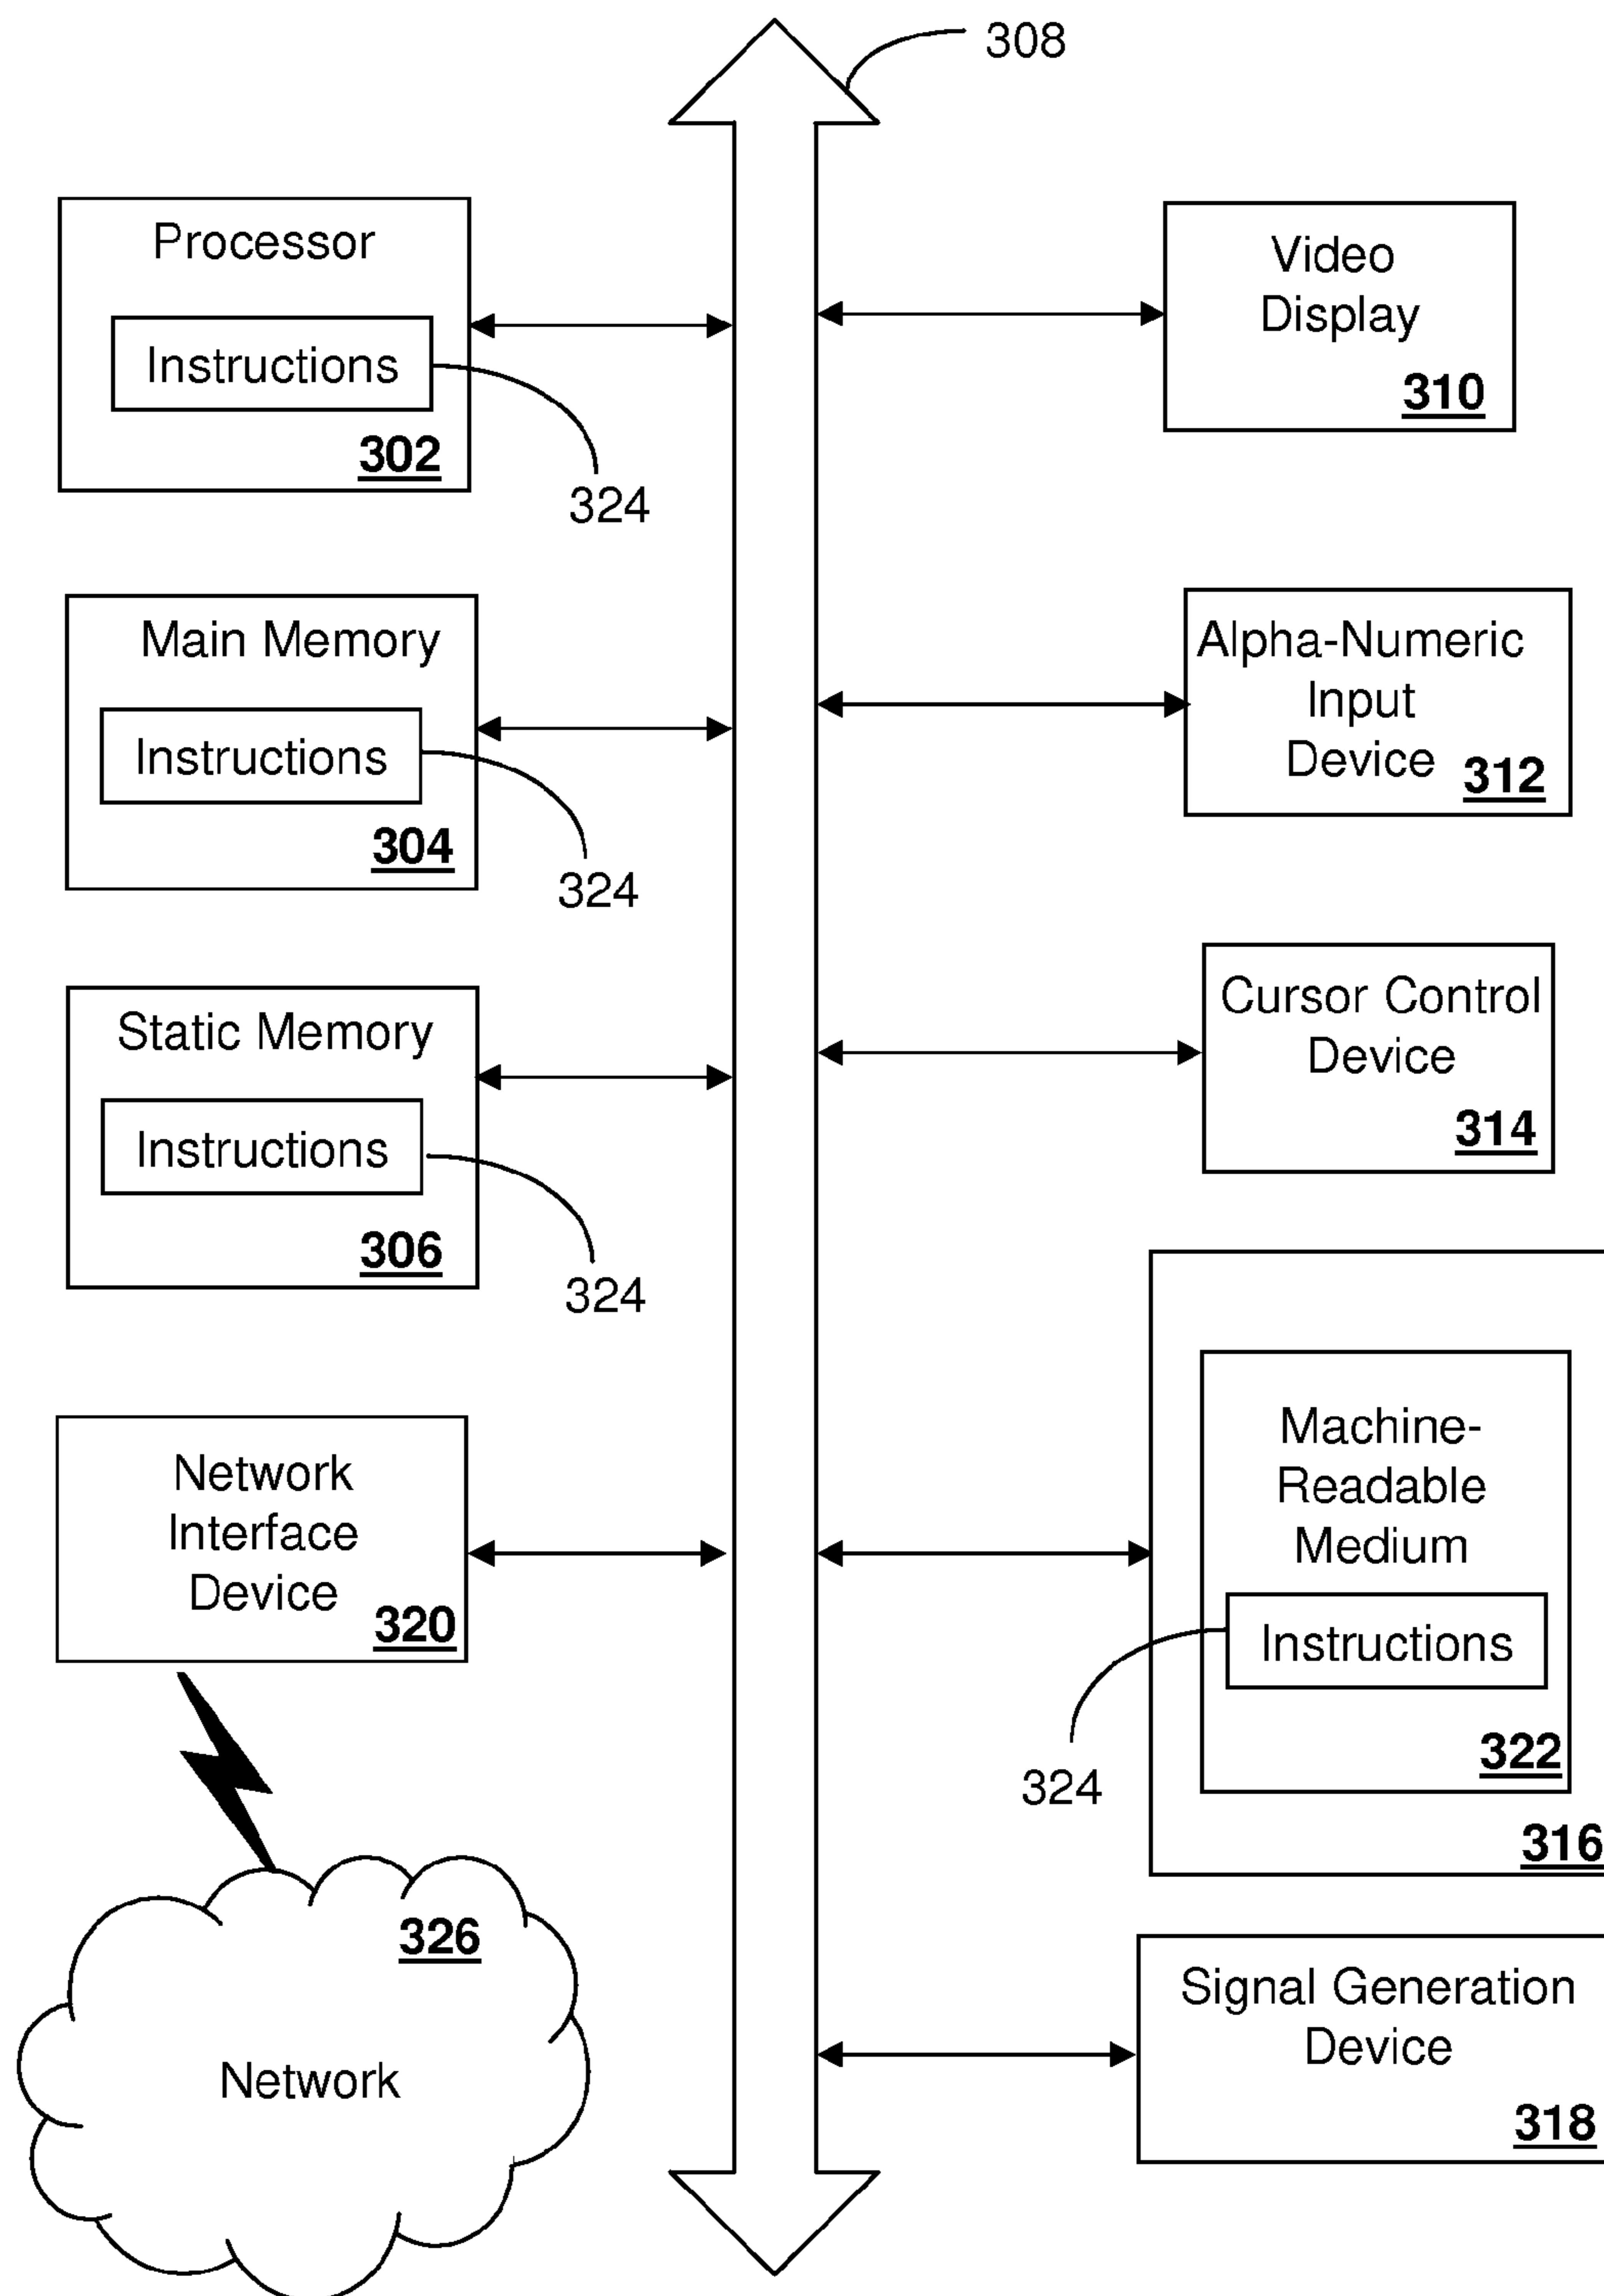 308
Processor
Instructions
302
324
Main Memory
Instructions
304
324
Static Memory
Instructions
306
324
Network
Interface
Device
320
326
Network
Video
Display
310
Alpha-Numeric
Input
Device
312
Cursor Control
Device
314
Machine-
Readable
Medium
Instructions
322
324
316
Signal Generation
Device
318